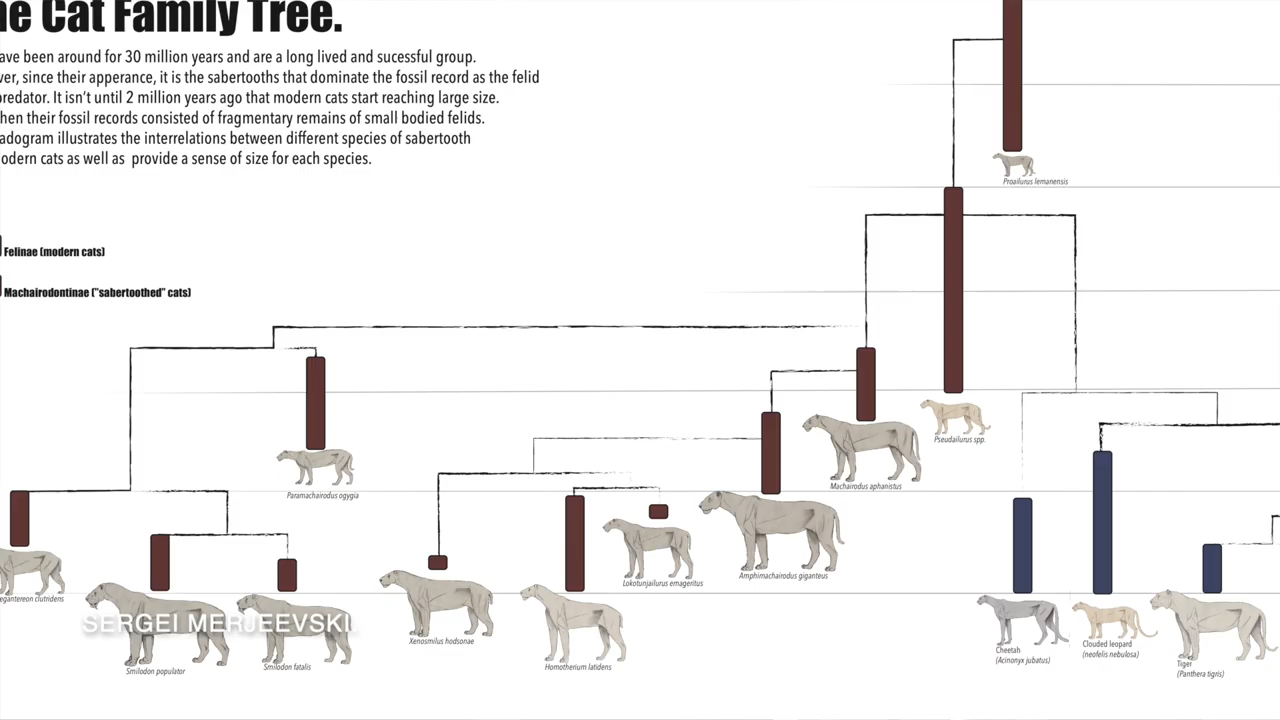 ne Cat Family Tree.
ave been around for 30 million years and are a long lived and sucessful group.
ver, since their apperance, it is the sabertooths that dominate the fossil record as the felid
predator. It isn't until 2 million years ago that modern cats start reaching large size.
hen their fossil records consisted of fragmentary remains of small bodied felids.
adogram illustrates the interrelations between different species of sabertooth
odern cats as well as provide a sense of size for each species.
Proailurus lemanensis
Felinae (modern cats)
Machairodontinae ("sabertoothed" cats)
Pseudailurus spp.
Machairodus aphanistus
Paramachairodus ogygia
Amphimachairodus giganteus
Lokotunjailurus emageritus
egantereon clutridens
SERGEI MERJEEVSKI
Xenosmilus hodsonae
Homotherium latidens
Smilodon populator
Smilodon fatalis
Cheetah
(Acinonyx jubatus)
Clouded leopard
(neofelis nebulosa)
Tiger
(Panthera tigris)